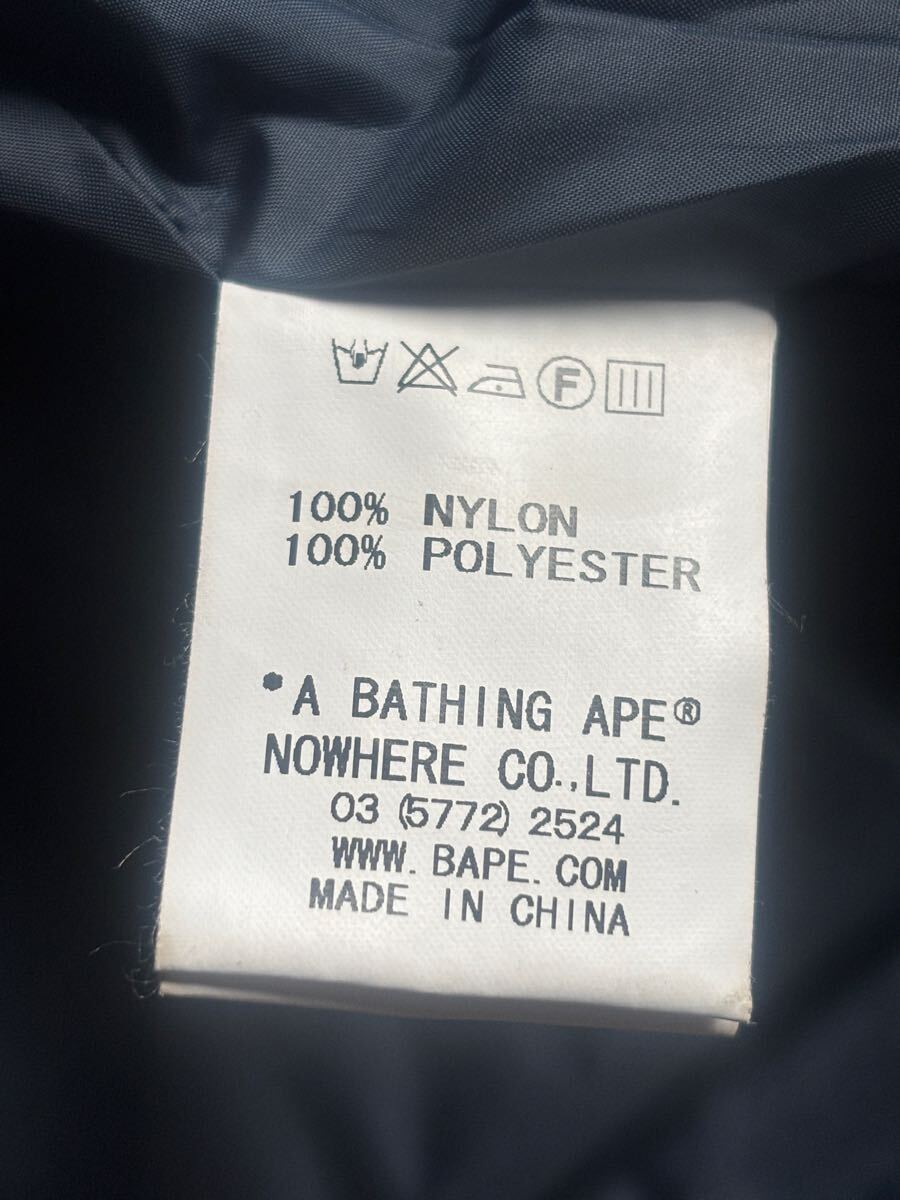 F
100% NYLON
100% POLYESTER
*A BATHING APE®
NOWHERE CO.,LTD.
03 (5772) 2524
WWW. BAPE. COM
MADE IN CHINA